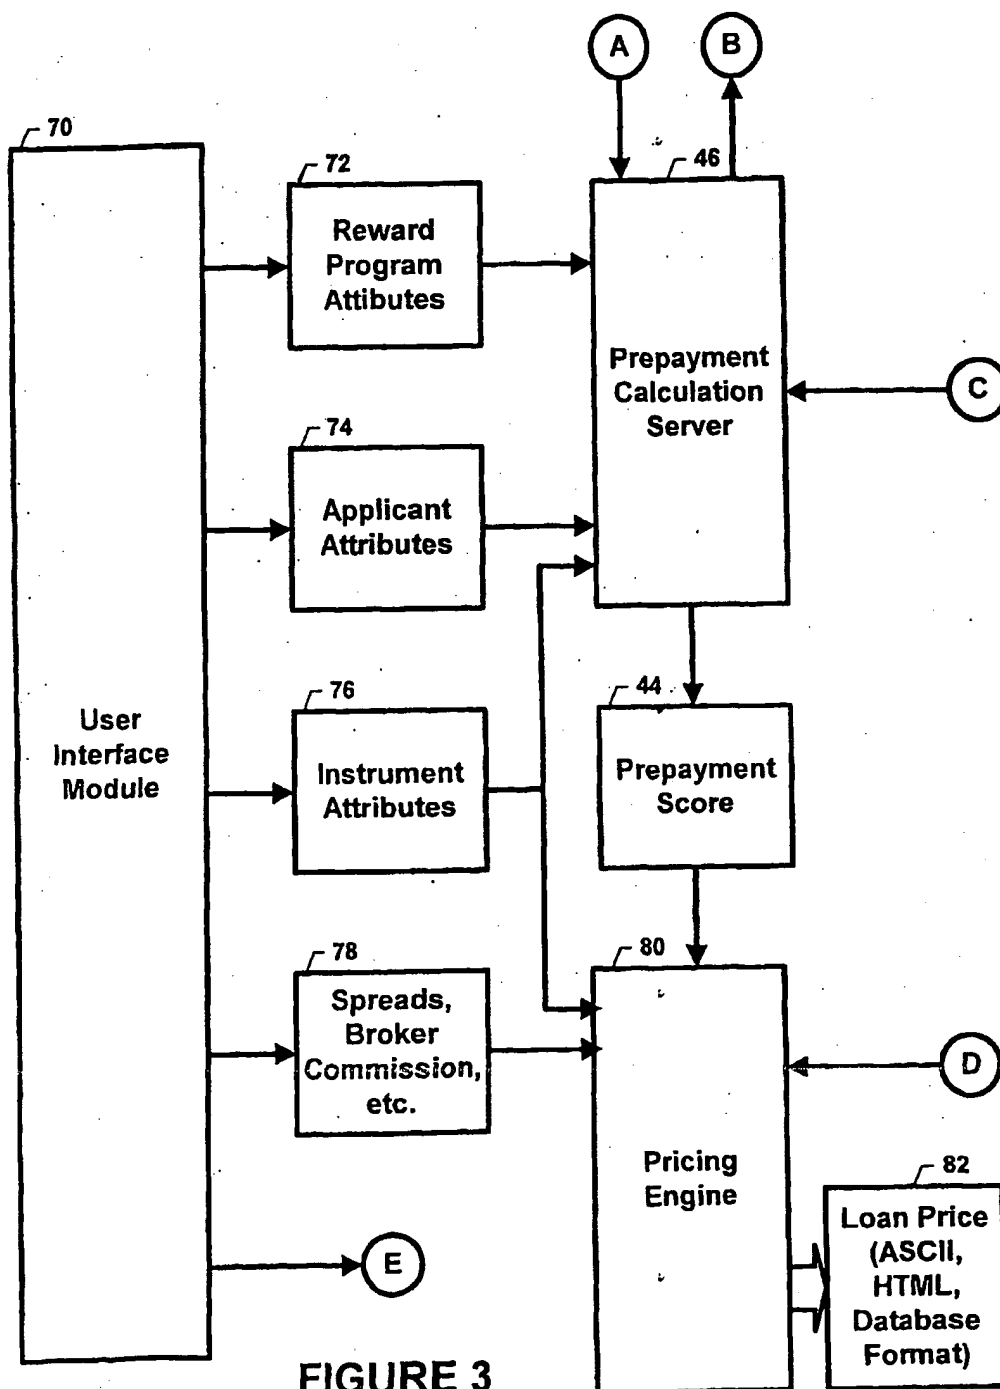 A
B
70
72
46
Reward
Program
Attibutes
Prepayment
Calculation
Server
C
74
Applicant
Attributes
76
44
User
Interface
Module
Instrument
Attributes
Prepayment
Score
78
80
Spreads,
Broker
Commission,
etc.
D
Pricing
Engine
82
Loan Price
(ASCII,
HTML,
Database
Format)
E
FIGURE 3